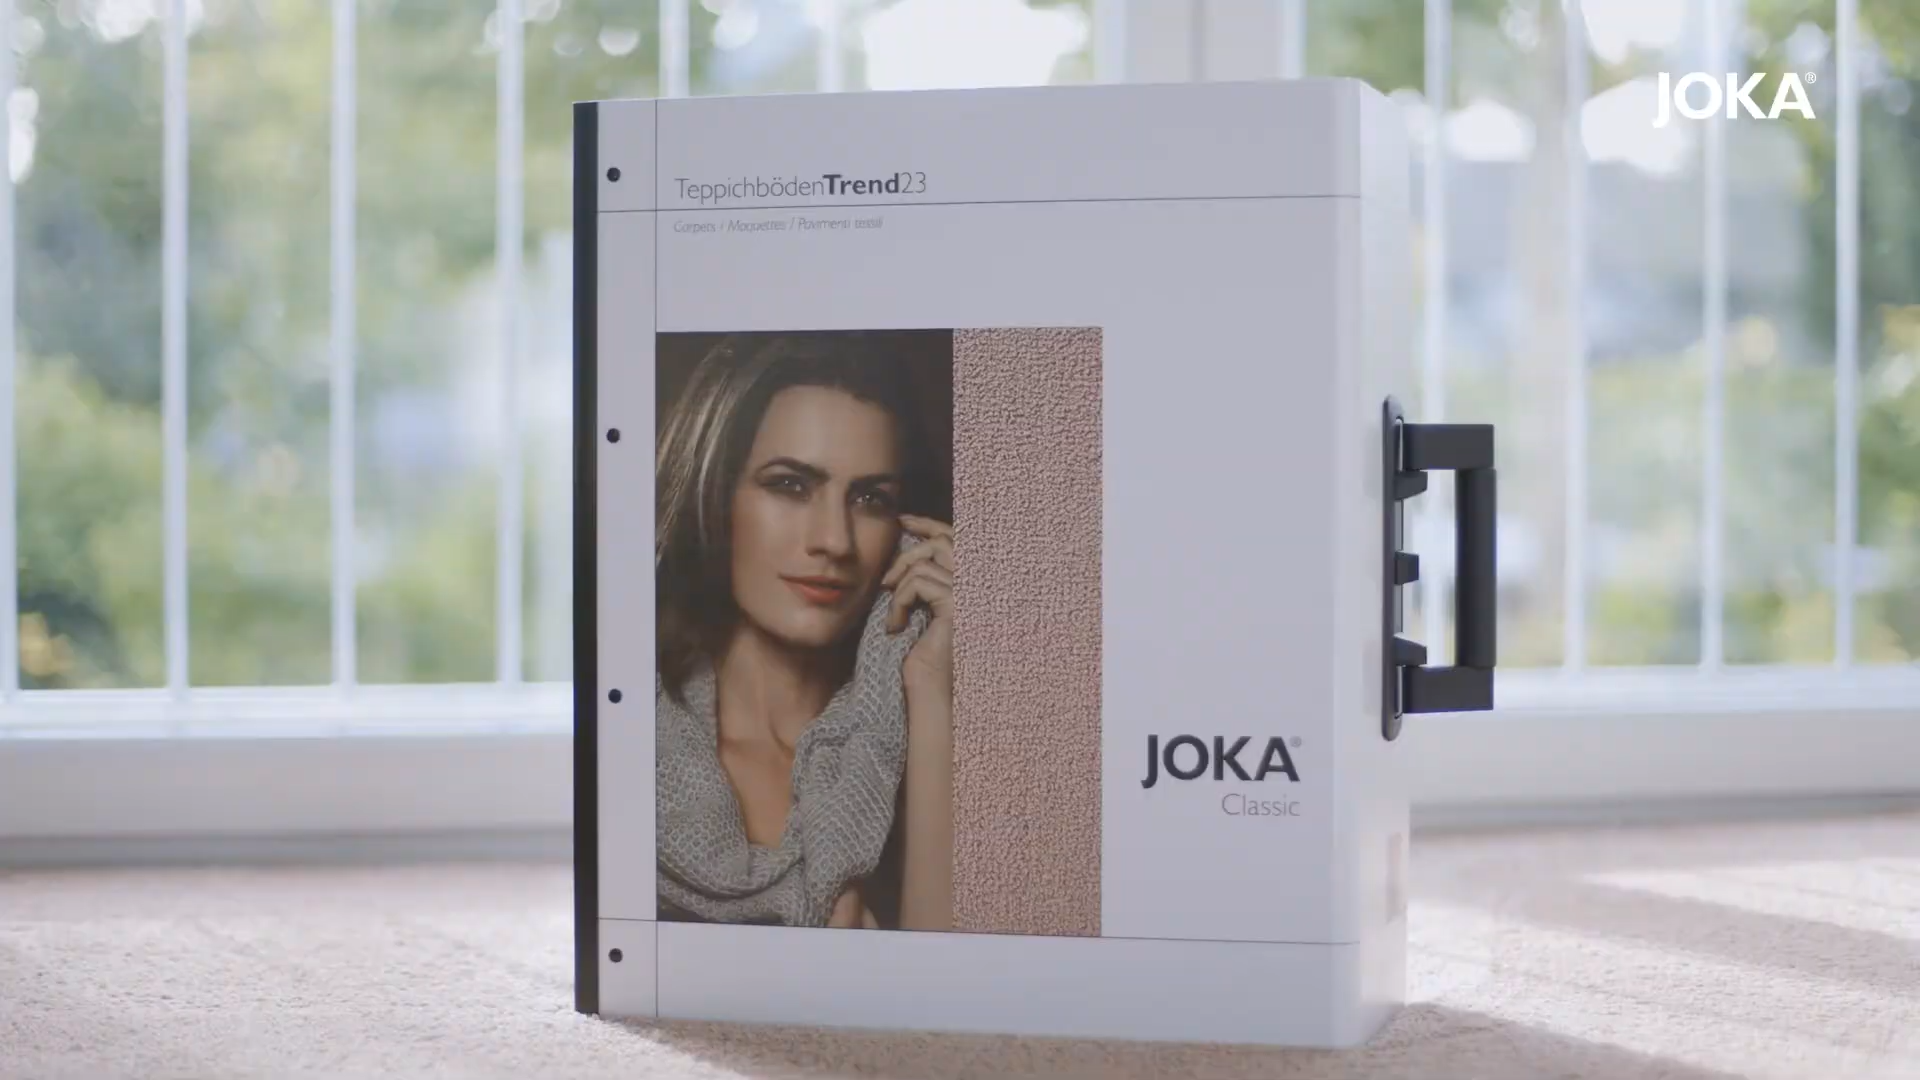 JOKA®
TeppichbödenTrend23
Carpets / Moquettes / Pavimenti tessili
JOKA®
Classic